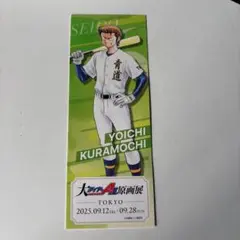 SEIDO
青道
YOICHI
KURAMOCHI
大ダイヤのA原画展
TOKYO
2025.09.12(fri)-09.28(sun)